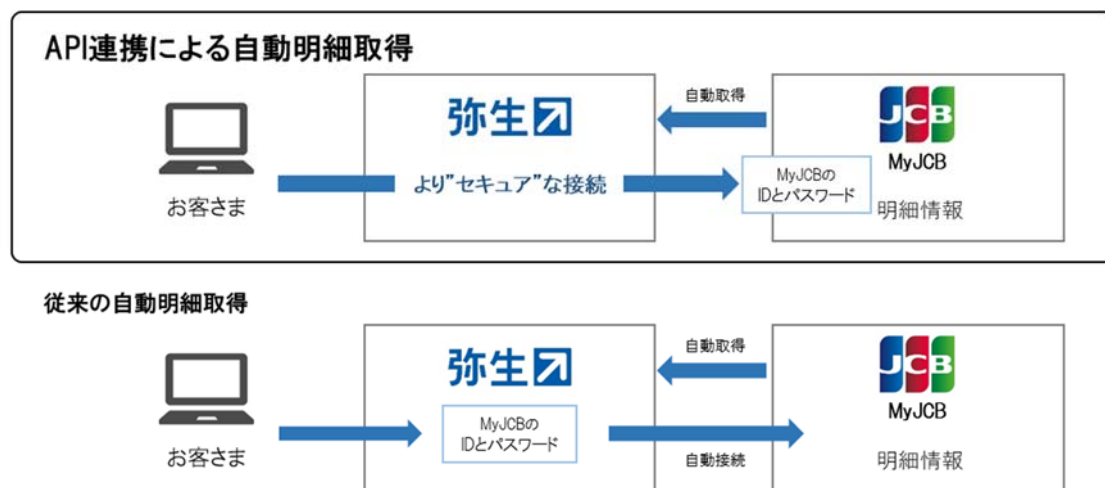 API連携による自動明細取得
弥生
自動取得
JCB
MyJCB
お客さま
より”セキュア”な接続
MyJCBの
IDとパスワード
明細情報
従来の自動明細取得
弥生
自動取得
JCB
MyJCB
お客さま
MyJCBの
IDとパスワード
自動接続
明細情報